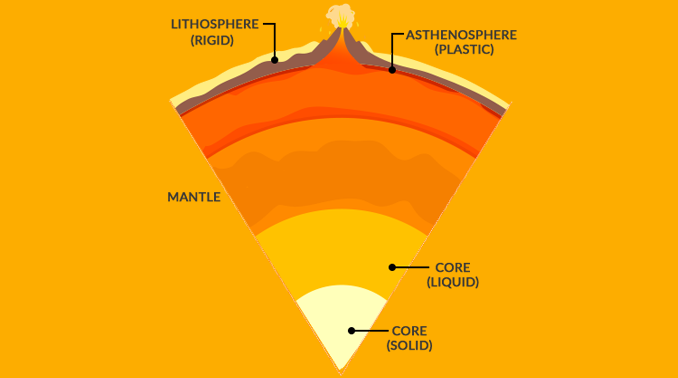 LITHOSPHERE
(RIGID)
ASTHENOSPHERE
(PLASTIC)
MANTLE
CORE
(LIQUID)
CORE
(SOLID)